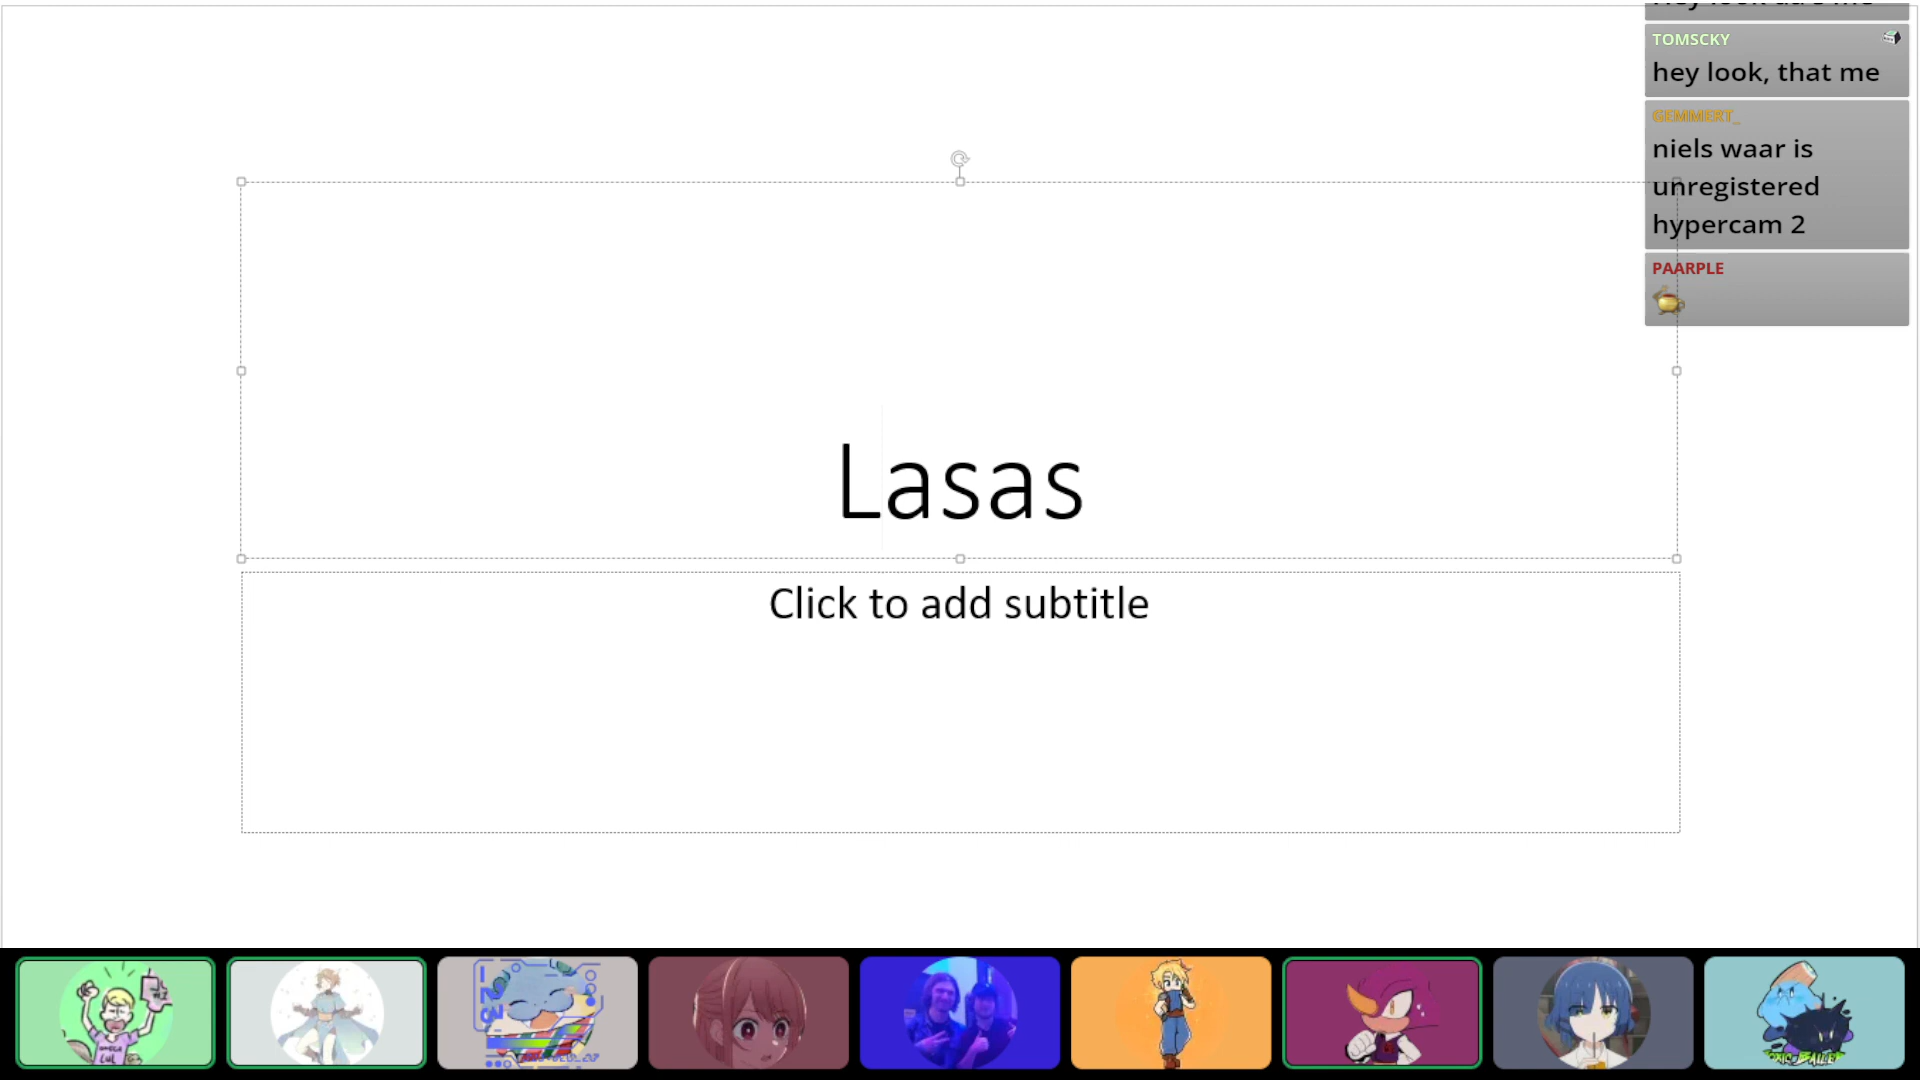 TOMSCKY
hey look, that me
GEMMERT_
niels waar is
unregistered
hypercam 2
PAARPLE
Lasas
Click to add subtitle